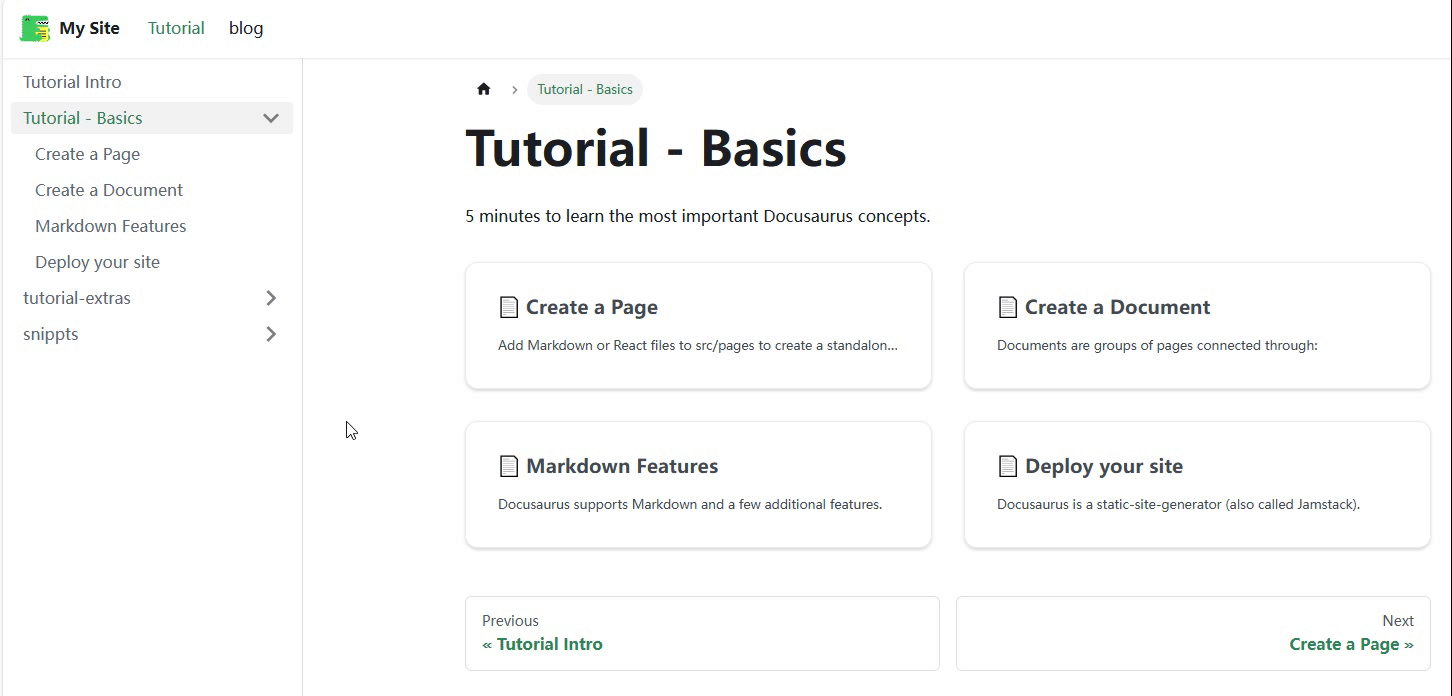 My Site Tutorial blog
Tutorial Intro
Tutorial - Basics
Create a Page
Create a Document
Markdown Features
Deploy your site
tutorial-extras
snippts
Tutorial - Basics
Tutorial - Basics
5 minutes to learn the most important Docusaurus concepts.
Create a Page
Add Markdown or React files to src/pages to create a standalon...
Create a Document
Documents are groups of pages connected through:
Markdown Features
Docusaurus supports Markdown and a few additional features.
Deploy your site
Docusaurus is a static-site-generator (also called Jamstack).
Previous
« Tutorial Intro
Next
Create a Page »